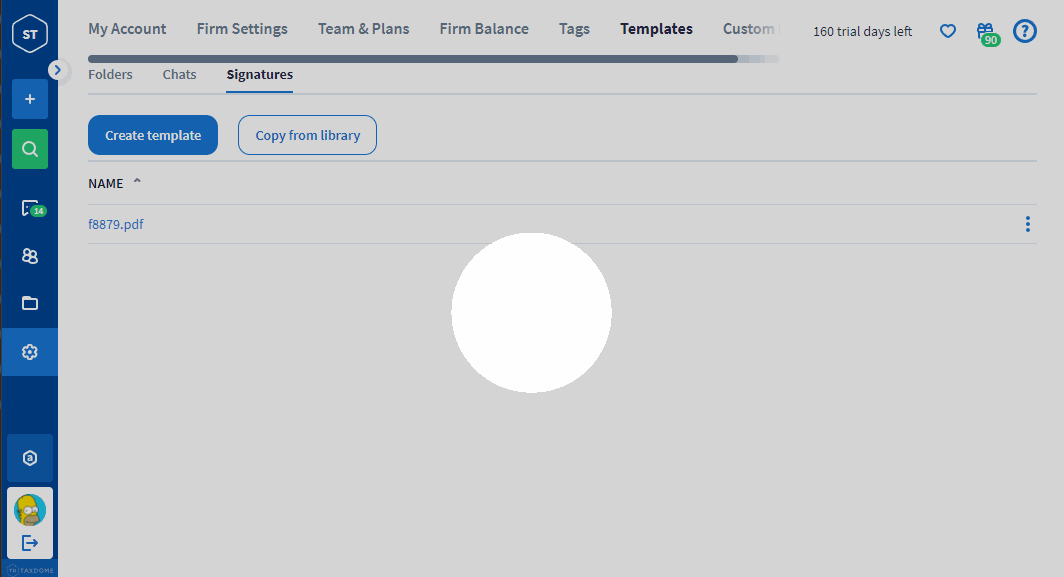 ST
My Account Firm Settings Team & Plans Firm Balance Tags Templates Custom
160 trial days left
90
?
Folders Chats Signatures
+
Create template Copy from library
NAME
14
f8879.pdf
a
TD TAXDOME